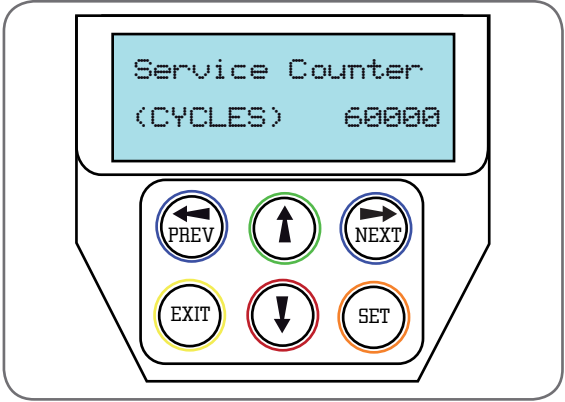 Service Counter
(CYCLES) 60000
PREV
NEXT
EXIT
SET